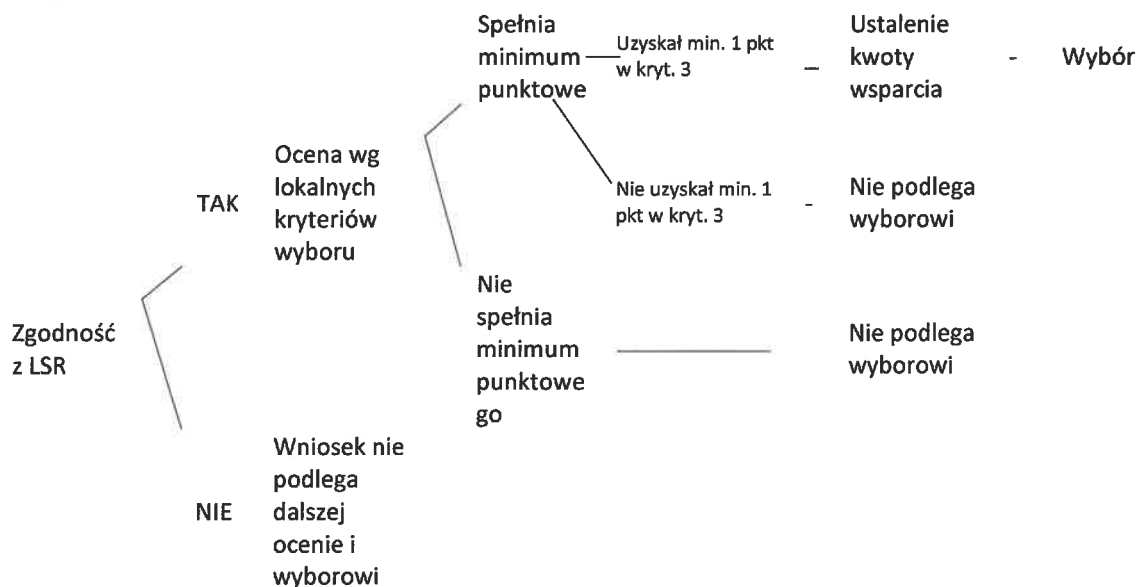 Spełnia
minimum
punktowe
Uzyskał min. 1 pkt
w kryt. 3
–
Ustalenie
kwoty
wsparcia
-
Wybór
Ocena wg
lokalnych
kryteriów
wyboru
TAK
Nie uzyskał min. 1
pkt w kryt. 3
-
Nie podlega
wyborowi
Zgodność
z LSR
Nie
spełnia
minimum
punktowe
go
Nie podlega
wyborowi
NIE
Wniosek nie
podlega
dalszej
ocenie i
wyborowi